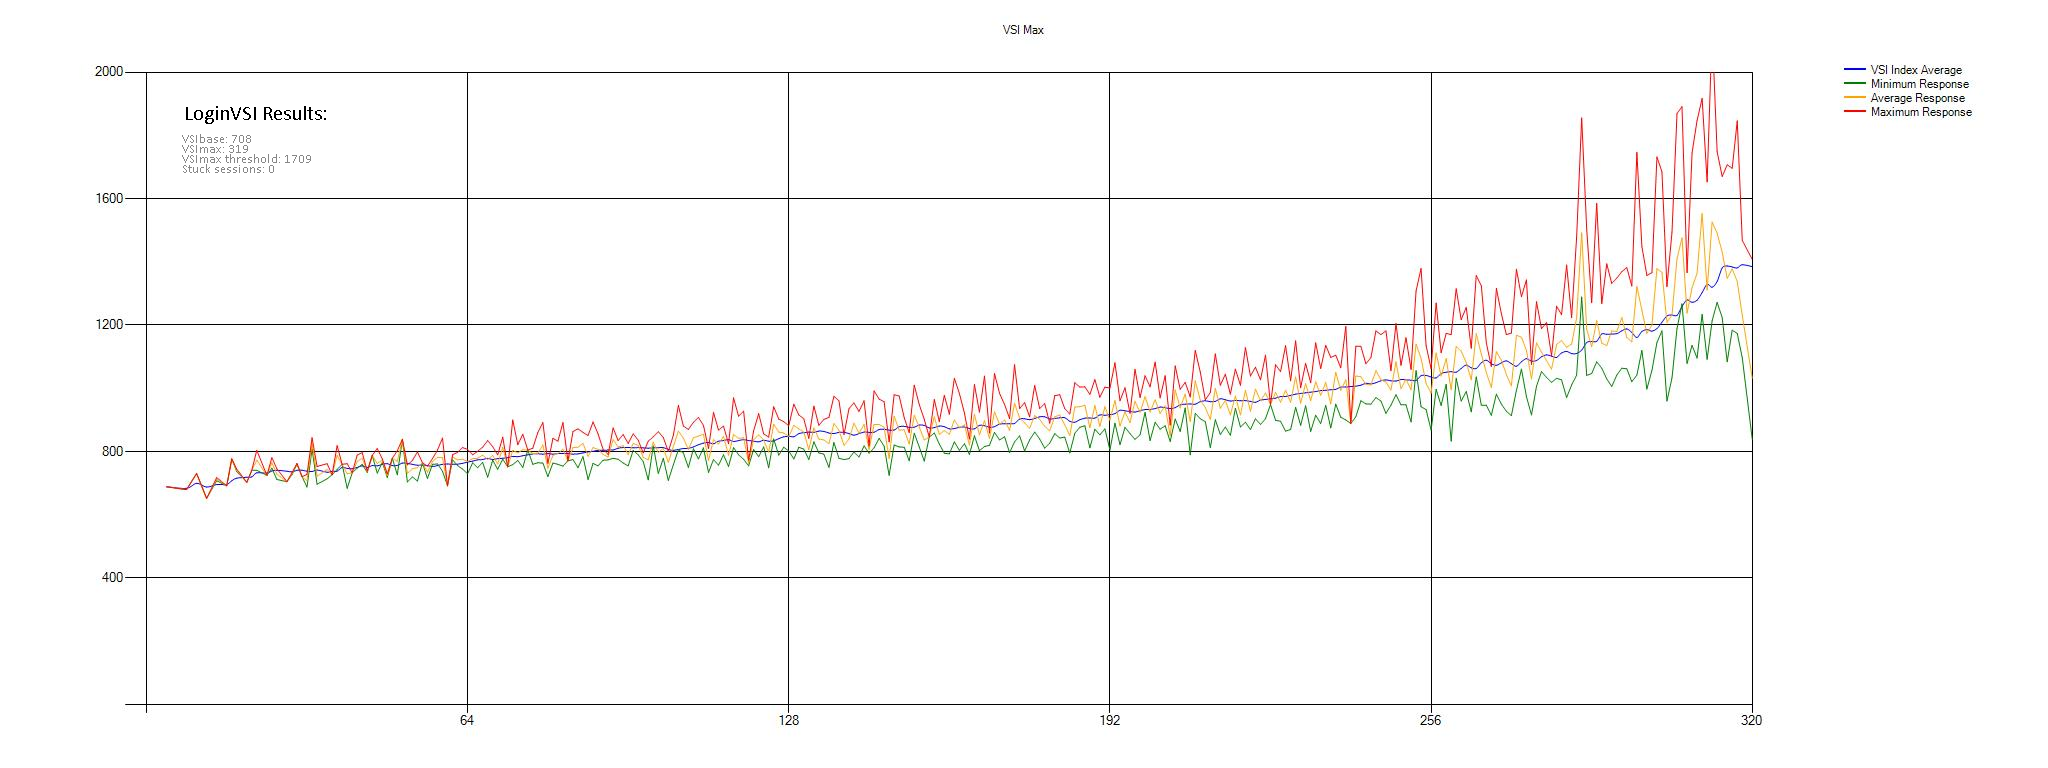 VSI Max
2000
1600
1200
800
400
64
128
192
256
320
LoginVSI Results:
VSIbase: 708
VSImax: 319
VSImax threshold: 1709
Stuck sessions: 0
VSI Index Average
Minimum Response
Average Response
Maximum Response